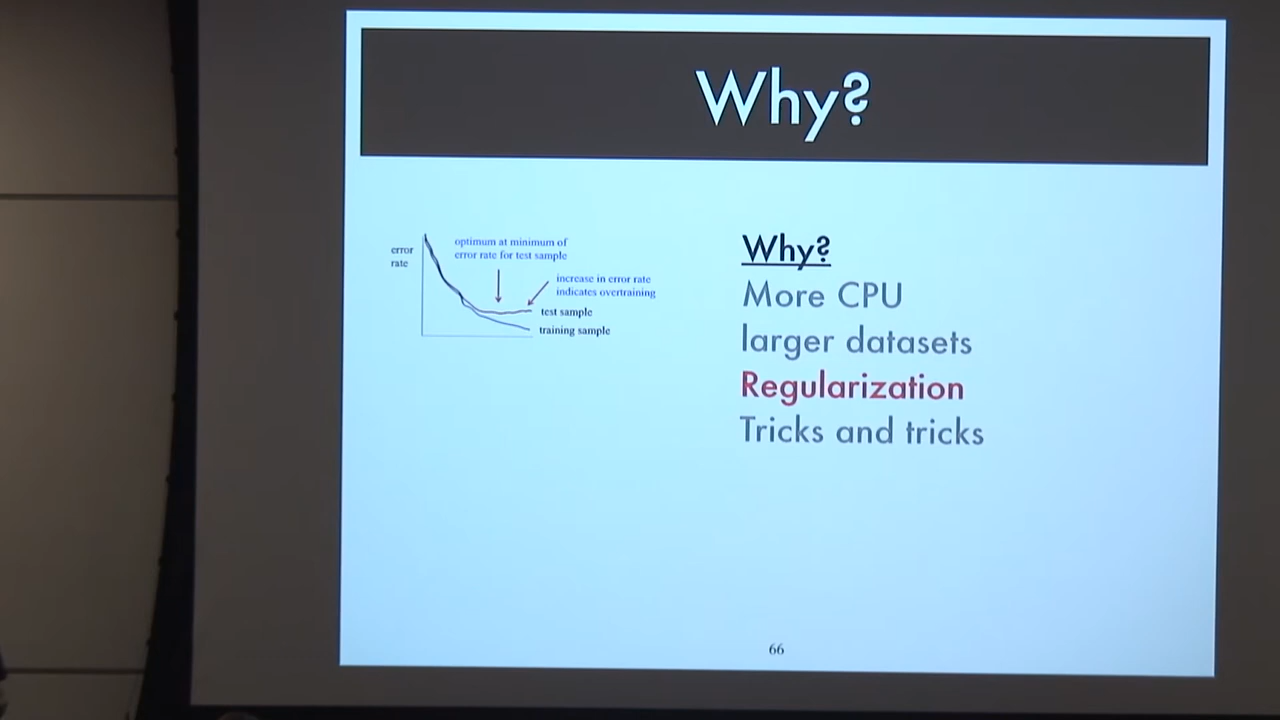 Why?
error
rate
optimum at minimum of
error rate for test sample
increase in error rate
indicates overtraining
test sample
training sample
Why?
More CPU
larger datasets
Regularization
Tricks and tricks
66